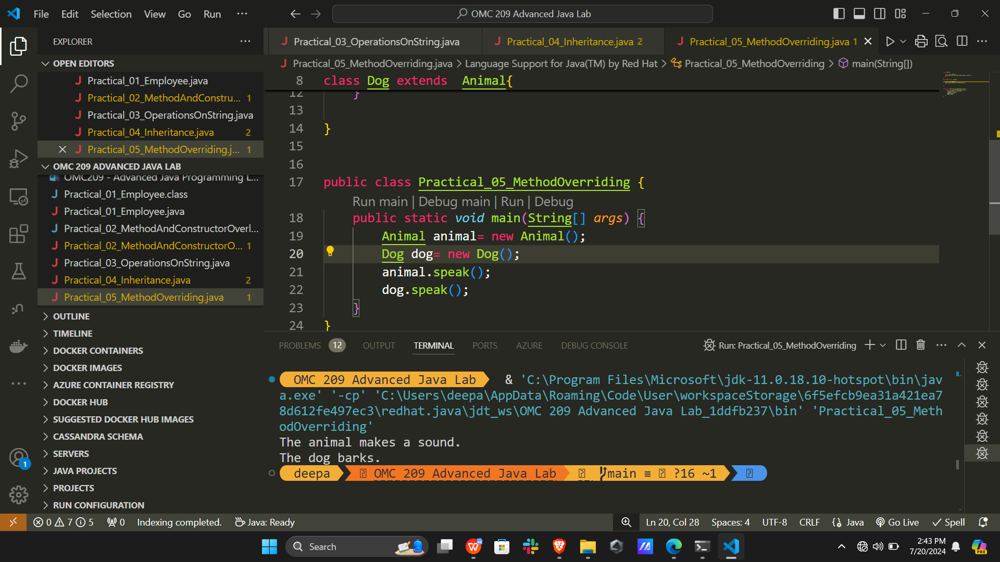 File Edit Selection View Go Run ···
OMC 209 Advanced Java Lab
EXPLORER
OPEN EDITORS
Practical_01_Employee.java
Practical_02_MethodAndConstru... 1
Practical_03_OperationsOnString.java
Practical_04_Inheritance.java 2
Practical_05_MethodOverriding.j... 1
OMC 209 ADVANCED JAVA LAB
OMC209 - Advanced Java Programming L...
Practical_01_Employee.class
Practical_01_Employee.java
Practical_02_MethodAndConstructorOverl...
Practical_02_MethodAndConstructorO... 1
Practical_03_OperationsOnString.java
Practical_04_Inheritance.java 2
Practical_05_MethodOverriding.java 1
OUTLINE
TIMELINE
DOCKER CONTAINERS
DOCKER IMAGES
AZURE CONTAINER REGISTRY
DOCKER HUB
SUGGESTED DOCKER HUB IMAGES
CASSANDRA SCHEMA
SERVERS
JAVA PROJECTS
PROJECTS
RUN CONFIGURATION
1
Practical_03_OperationsOnString.java Practical_04_Inheritance.java 2 Practical_05_MethodOverriding.java 1
Practical_05_MethodOverriding.java > Language Support for Java(TM) by Red Hat > Practical_05_MethodOverriding > main(String[])
8 class Dog extends  Animal{
12 }
13
14 }
15
16
17 public class Practical_05_MethodOverriding {
Run main | Debug main | Run | Debug
18 public static void main(String[] args) {
19 Animal animal= new Animal();
20 Dog dog= new Dog();
21 animal.speak();
22 dog.speak();
23 }
24 }
PROBLEMS 12 OUTPUT TERMINAL PORTS AZURE DEBUG CONSOLE
Run: Practical_05_MethodOverriding
OMC 209 Advanced Java Lab & 'C:\Program Files\Microsoft\jdk-11.0.18.10-hotspot\bin\jav
a.exe' '-cp' 'C:\Users\deepa\AppData\Roaming\Code\User\workspaceStorage\6f5efcb9ea31a421ea7
8d612fe497ec3\redhat.java\jdt_ws\OMC 209 Advanced Java Lab_1ddfb237\bin' 'Practical_05_Meth
odOverriding'
The animal makes a sound.
The dog barks.
deepa OMC 209 Advanced Java Lab main ≡ ?16 ~1
0 7 5 0 Indexing completed. Java: Ready
Ln 20, Col 28 Spaces: 4 UTF-8 CRLF Java Go Live Spell
Search
2:43 PM
7/20/2024
PRE